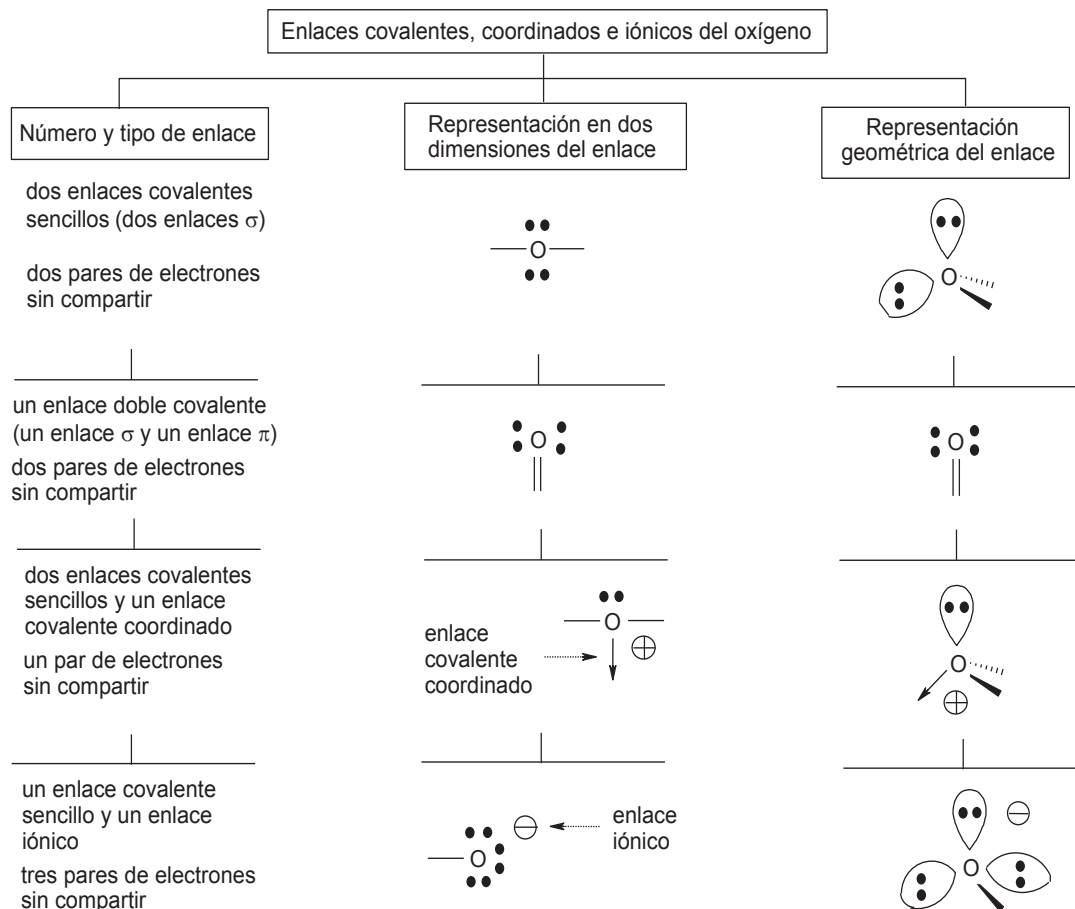 Enlaces covalentes, coordinados e iónicos del oxígeno
Número y tipo de enlace
Representación en dos
dimensiones del enlace
Representación
geométrica del enlace
dos enlaces covalentes
sencillos (dos enlaces σ)
dos pares de electrones
sin compartir
O
O
un enlace doble covalente
(un enlace σ y un enlace π)
dos pares de electrones
sin compartir
O
O
dos enlaces covalentes
sencillos y un enlace
covalente coordinado
un par de electrones
sin compartir
O
enlace
covalente
coordinado
O
un enlace covalente
sencillo y un enlace
iónico
tres pares de electrones
sin compartir
O
enlace
iónico
O